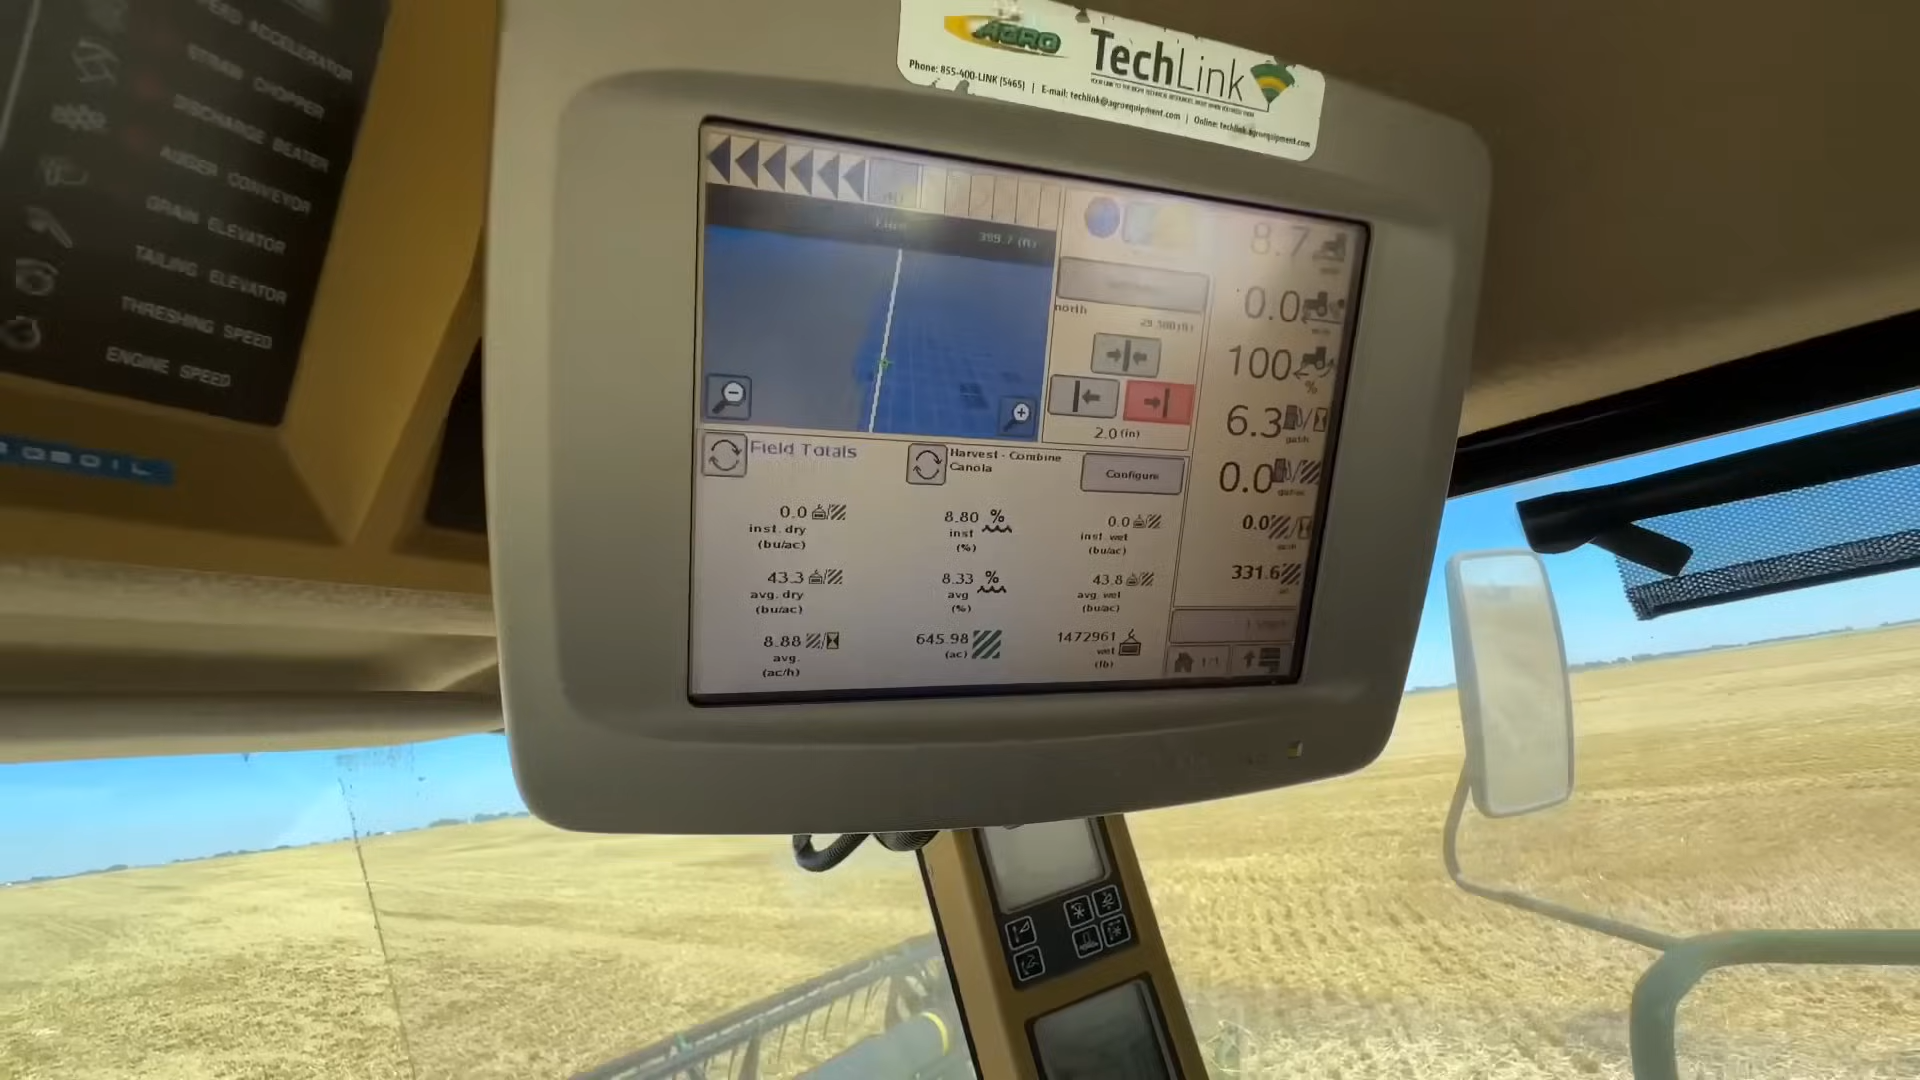 FEED ACCELERATOR
STRAW CHOPPER
DISCHARGE BEATER
AUGER CONVEYOR
GRAIN ELEVATOR
TAILING ELEVATOR
THRESHING SPEED
ENGINE SPEED
AGRO
TechLink
Phone: 855-400-LINK (5465) | E-mail: techlink@agroequipment.com | Online: techlink.agroequipment.com
399.7 (ft)
north
2.0 (in)
8.7
0.0
100
%
6.3
0.0
0.0
331.6
Field Totals
Harvest - Combine
Canola
Configure
0.0
inst. dry
(bu/ac)
8.80 %
inst
(%)
0.0
inst. wet
(bu/ac)
43.3
avg. dry
(bu/ac)
8.33 %
avg
(%)
43.8
avg. wet
(bu/ac)
8.88
avg.
(ac/h)
645.98
(ac)
1472961
wet
(lb)
1/1